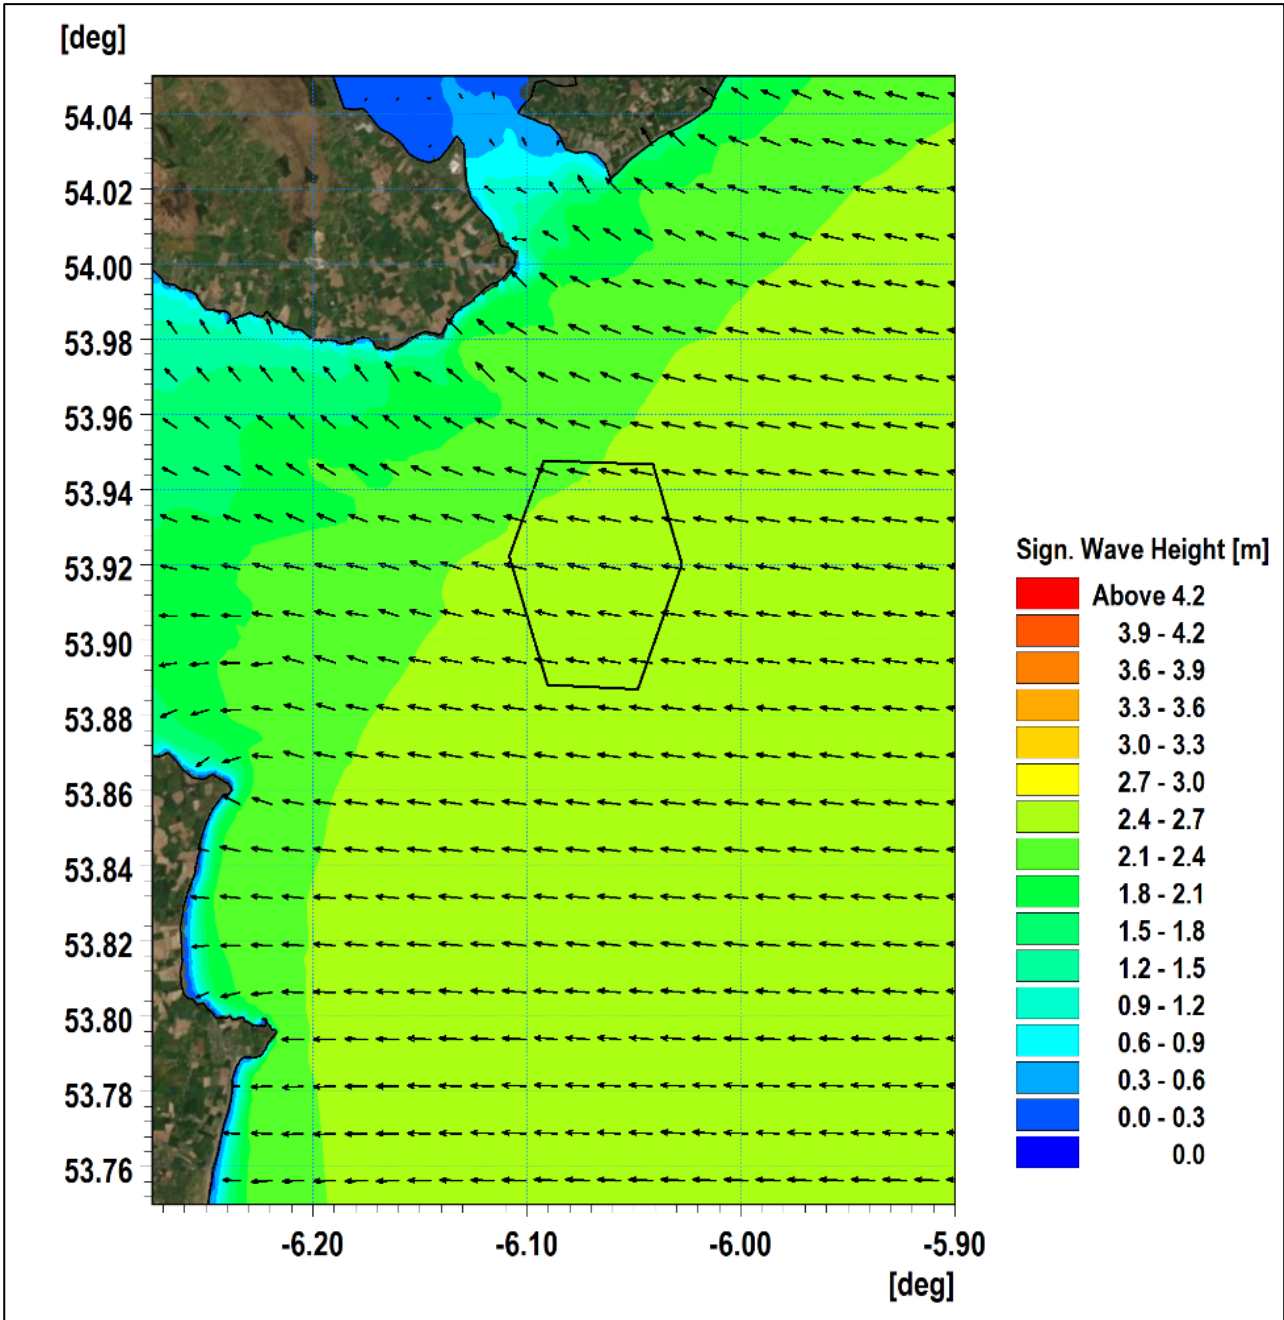 [deg]
54.04
54.02
54.00
53.98
53.96
53.94
53.92
53.90
53.88
53.86
53.84
53.82
53.80
53.78
53.76
-6.20 -6.10 -6.00 -5.90
[deg]
Sign. Wave Height [m]
Above 4.2
3.9 - 4.2
3.6 - 3.9
3.3 - 3.6
3.0 - 3.3
2.7 - 3.0
2.4 - 2.7
2.1 - 2.4
1.8 - 2.1
1.5 - 1.8
1.2 - 1.5
0.9 - 1.2
0.6 - 0.9
0.3 - 0.6
0.0 - 0.3
0.0